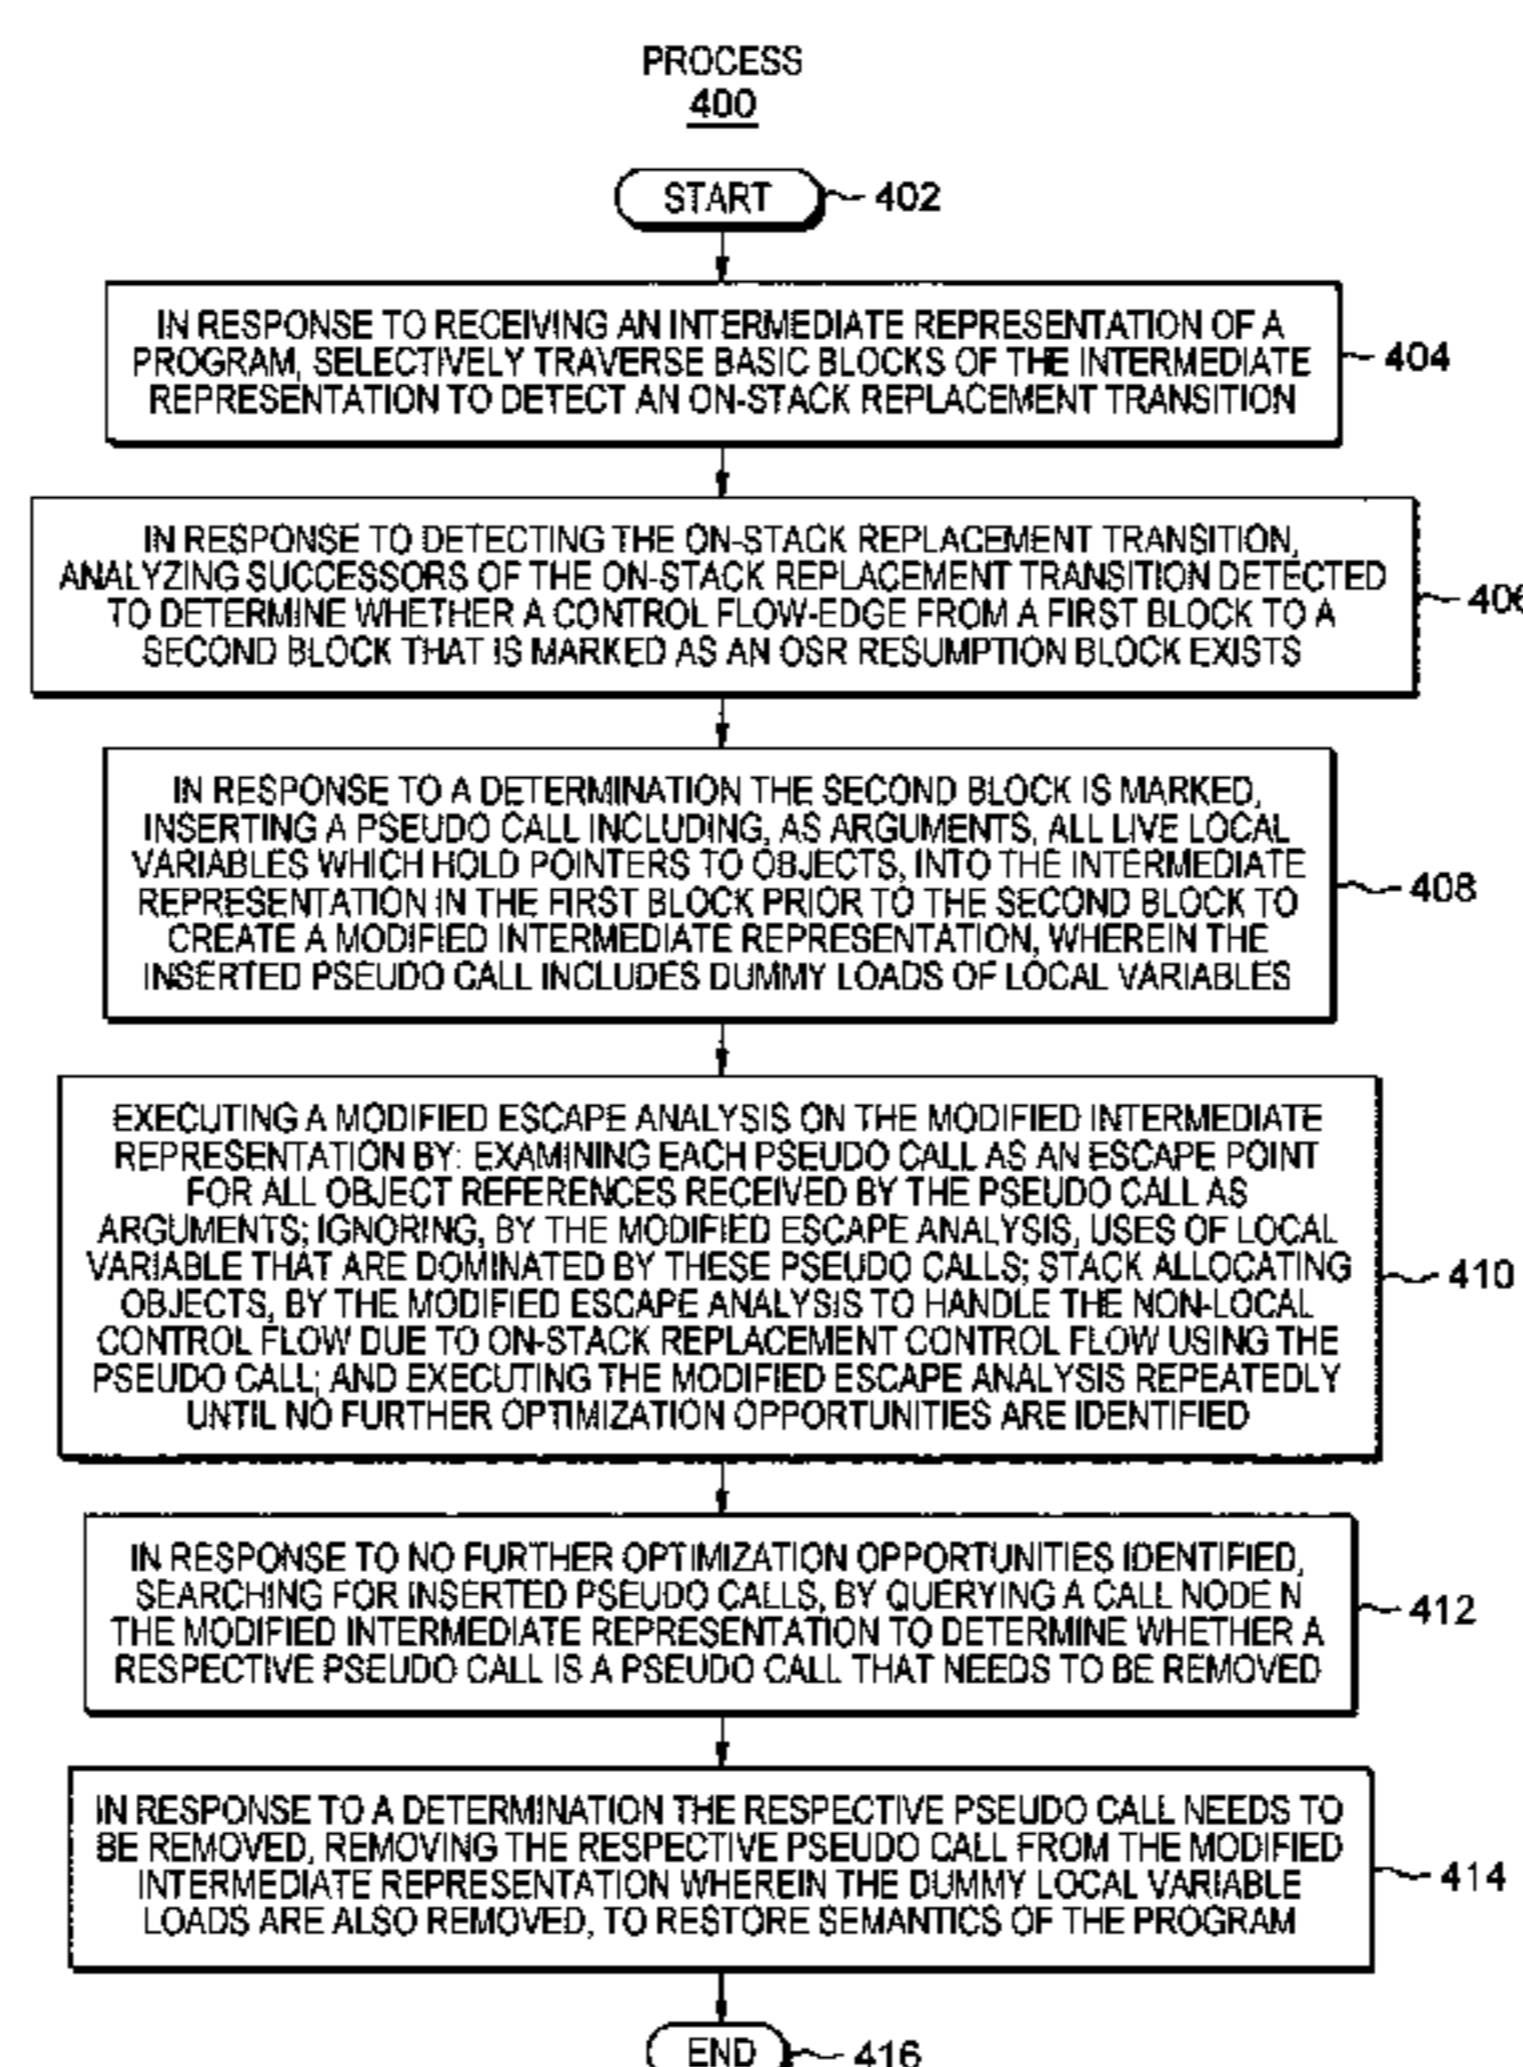 PROCESS
400
START
402
IN RESPONSE TO RECEIVING AN INTERMEDIATE REPRESENTATION OF A
PROGRAM, SELECTIVELY TRAVERSE BASIC BLOCKS OF THE INTERMEDIATE
REPRESENTATION TO DETECT AN ON-STACK REPLACEMENT TRANSITION
404
IN RESPONSE TO DETECTING THE ON-STACK REPLACEMENT TRANSITION,
ANALYZING SUCCESSORS OF THE ON-STACK REPLACEMENT TRANSITION DETECTED
TO DETERMINE WHETHER A CONTROL FLOW-EDGE FROM A FIRST BLOCK TO A
SECOND BLOCK THAT IS MARKED AS AN OSR RESUMPTION BLOCK EXISTS
406
IN RESPONSE TO A DETERMINATION THE SECOND BLOCK IS MARKED,
INSERTING A PSEUDO CALL INCLUDING, AS ARGUMENTS, ALL LIVE LOCAL
VARIABLES WHICH HOLD POINTERS TO OBJECTS, INTO THE INTERMEDIATE
REPRESENTATION IN THE FIRST BLOCK PRIOR TO THE SECOND BLOCK TO
CREATE A MODIFIED INTERMEDIATE REPRESENTATION, WHEREIN THE
INSERTED PSEUDO CALL INCLUDES DUMMY LOADS OF LOCAL VARIABLES
408
EXECUTING A MODIFIED ESCAPE ANALYSIS ON THE MODIFIED INTERMEDIATE
REPRESENTATION BY: EXAMINING EACH PSEUDO CALL AS AN ESCAPE POINT
FOR ALL OBJECT REFERENCES RECEIVED BY THE PSEUDO CALL AS
ARGUMENTS; IGNORING, BY THE MODIFIED ESCAPE ANALYSIS, USES OF LOCAL
VARIABLE THAT ARE DOMINATED BY THESE PSEUDO CALLS; STACK ALLOCATING
OBJECTS, BY THE MODIFIED ESCAPE ANALYSIS TO HANDLE THE NON-LOCAL
CONTROL FLOW DUE TO ON-STACK REPLACEMENT CONTROL FLOW USING THE
PSEUDO CALL; AND EXECUTING THE MODIFIED ESCAPE ANALYSIS REPEATEDLY
UNTIL NO FURTHER OPTIMIZATION OPPORTUNITIES ARE IDENTIFIED
410
IN RESPONSE TO NO FURTHER OPTIMIZATION OPPORTUNITIES IDENTIFIED,
SEARCHING FOR INSERTED PSEUDO CALLS, BY QUERYING A CALL NODE N
THE MODIFIED INTERMEDIATE REPRESENTATION TO DETERMINE WHETHER A
RESPECTIVE PSEUDO CALL IS A PSEUDO CALL THAT NEEDS TO BE REMOVED
412
IN RESPONSE TO A DETERMINATION THE RESPECTIVE PSEUDO CALL NEEDS TO
BE REMOVED, REMOVING THE RESPECTIVE PSEUDO CALL FROM THE MODIFIED
INTERMEDIATE REPRESENTATION WHEREIN THE DUMMY LOCAL VARIABLE
LOADS ARE ALSO REMOVED, TO RESTORE SEMANTICS OF THE PROGRAM
414
END
416